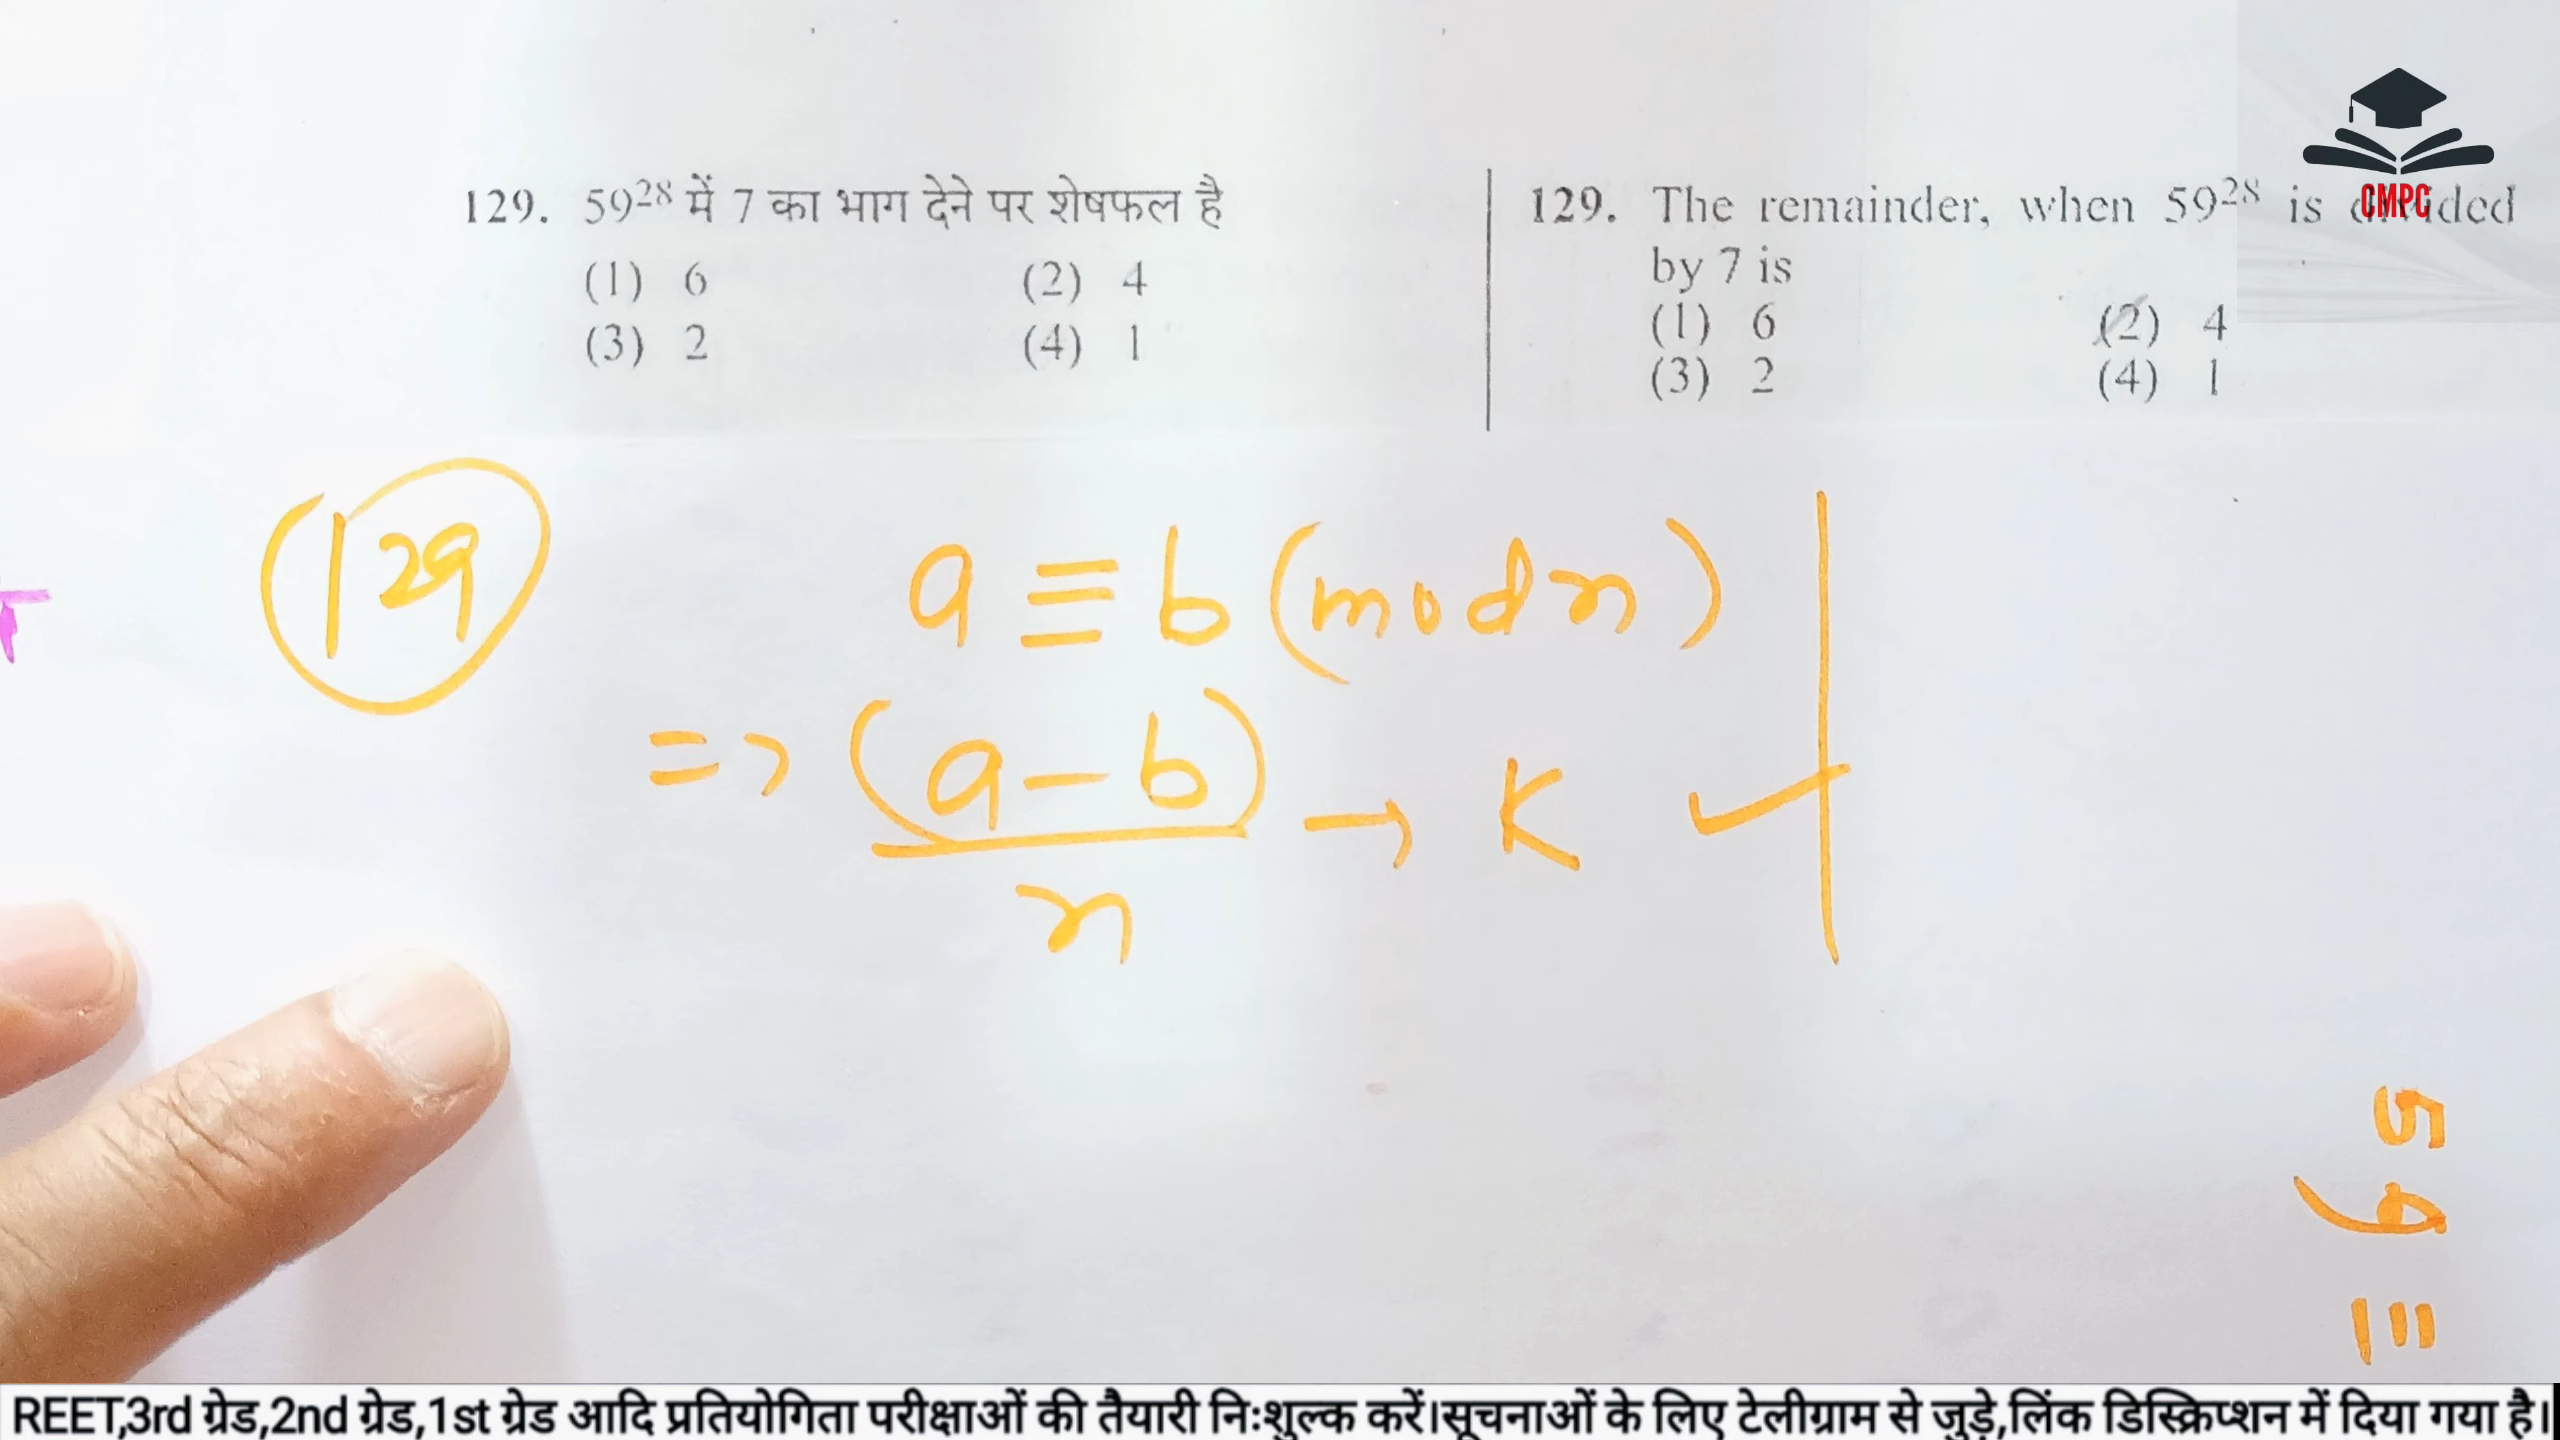 129. 59²⁸ में 7 का भाग देने पर शेषफल है
(1) 6 (2) 4
(3) 2 (4) 1
129. The remainder, when 59²⁸ is divided
by 7 is
(1) 6 (2) 4
(3) 2 (4) 1
CMPC
129
a ≡ b (mod n)
=> (a - b)
n
→ K
59 ≡
REET,3rd ग्रेड,2nd ग्रेड,1st ग्रेड आदि प्रतियोगिता परीक्षाओं की तैयारी निःशुल्क करें।सूचनाओं के लिए टेलीग्राम से जुड़े,लिंक डिस्क्रिप्शन में दिया गया है।